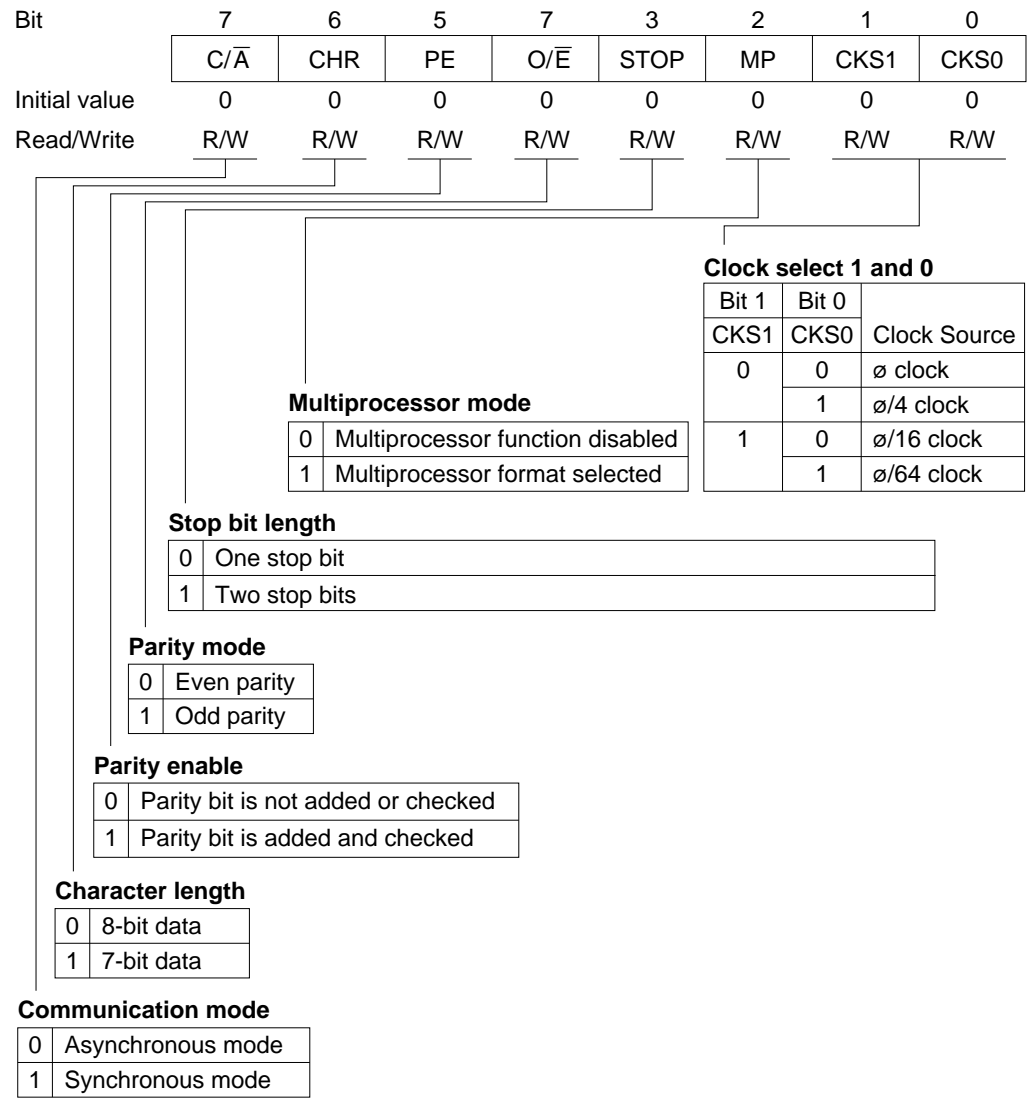 Bit 7 6 5 7 3 2 1 0
C/A̅ CHR PE O/E̅ STOP MP CKS1 CKS0
Initial value 0 0 0 0 0 0 0 0
Read/Write R/W R/W R/W R/W R/W R/W R/W R/W
Clock select 1 and 0
Bit 1 Bit 0
CKS1 CKS0 Clock Source
0 0 ø clock
1 ø/4 clock
1 0 ø/16 clock
1 ø/64 clock
Multiprocessor mode
0 Multiprocessor function disabled
1 Multiprocessor format selected
Stop bit length
0 One stop bit
1 Two stop bits
Parity mode
0 Even parity
1 Odd parity
Parity enable
0 Parity bit is not added or checked
1 Parity bit is added and checked
Character length
0 8-bit data
1 7-bit data
Communication mode
0 Asynchronous mode
1 Synchronous mode